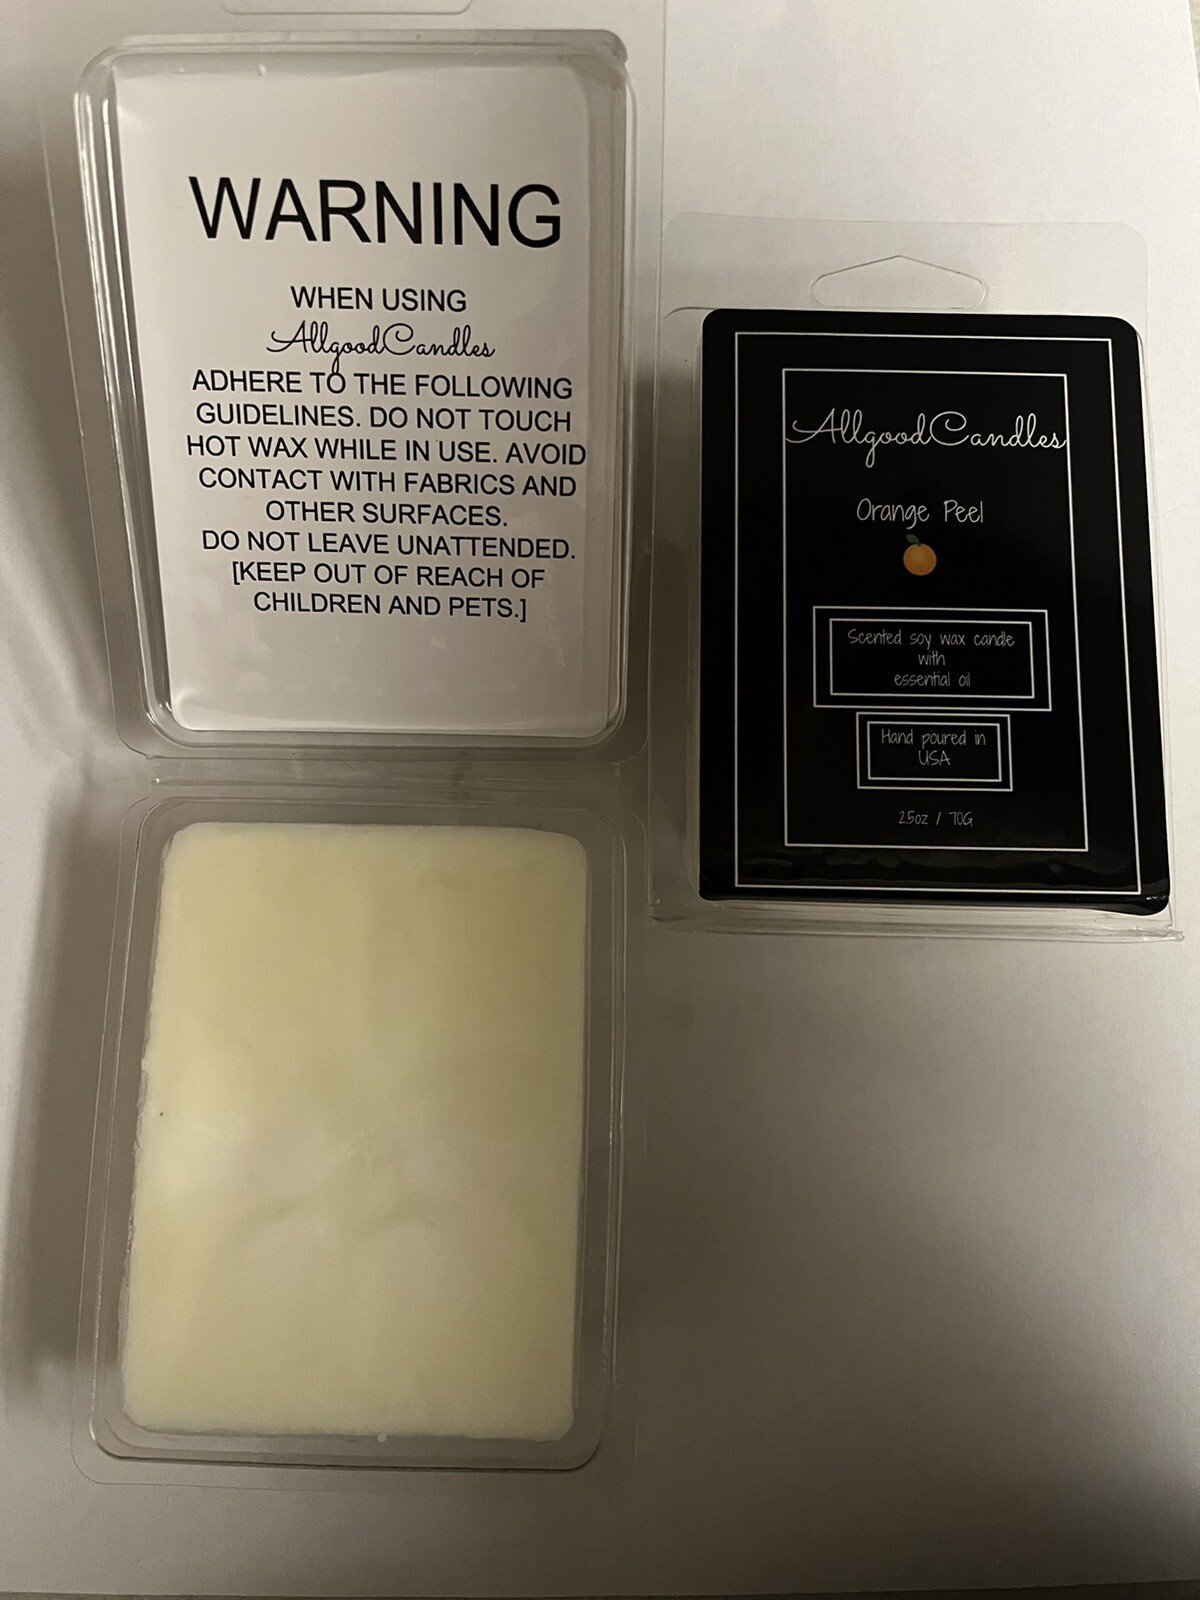 WARNING
WHEN USING
AllgoodCandles
ADHERE TO THE FOLLOWING
GUIDELINES. DO NOT TOUCH
HOT WAX WHILE IN USE. AVOID
CONTACT WITH FABRICS AND
OTHER SURFACES.
DO NOT LEAVE UNATTENDED.
[KEEP OUT OF REACH OF
CHILDREN AND PETS.]
AllgoodCandles
Orange Peel
Scented soy wax candle
with
essential oil
Hand poured in
USA
2.5oz / 70G